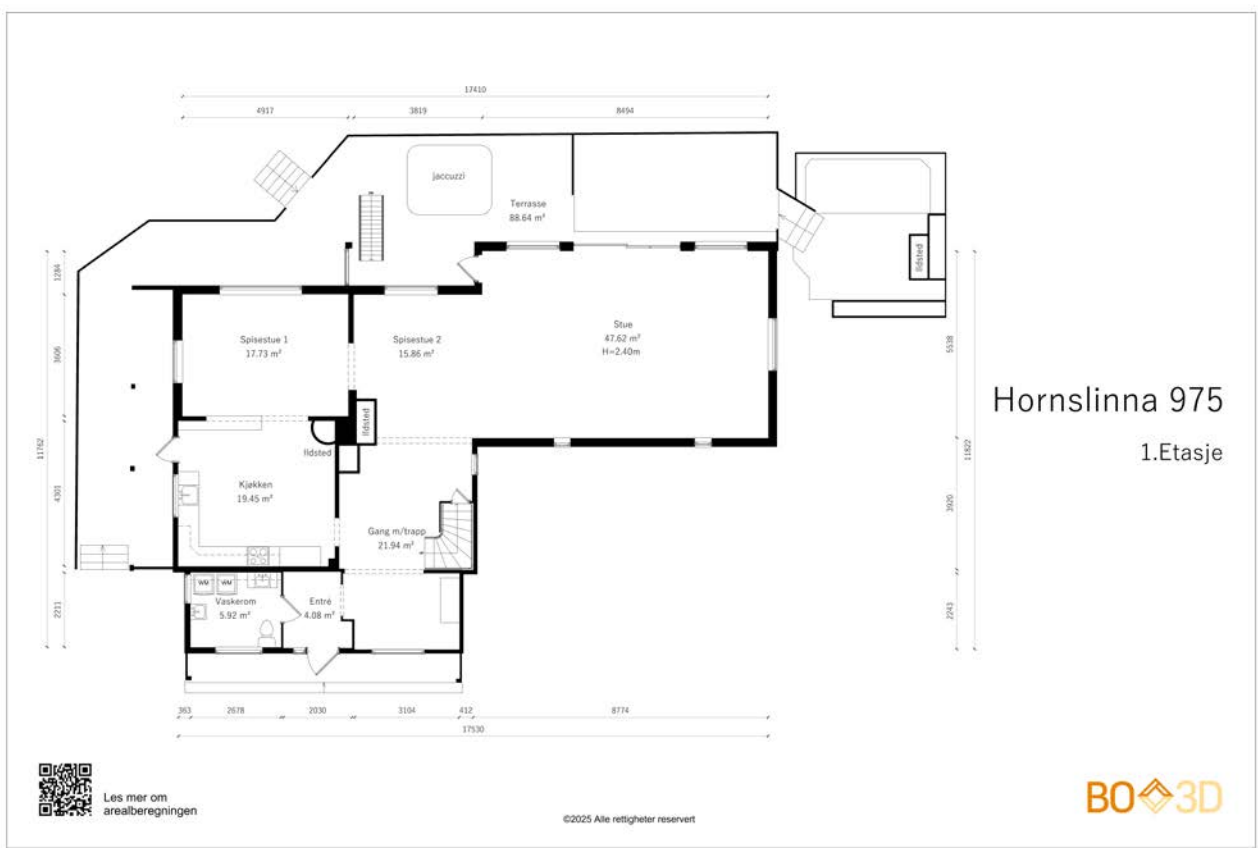 17410
4917
3819
8494
jaccuzzi
Terrasse
88.64 m²
Ildsted
1284
3606
11762
4301
2211
Spisestue 1
17.73 m²
Spisestue 2
15.86 m²
Stue
47.62 m²
H=2.40m
5538
11822
3920
2243
Ildsted
Ildsted
Kjøkken
19.45 m²
Gang m/trapp
21.94 m²
WM
WM
Vaskerom
5.92 m²
Entré
4.08 m²
363
2678
2030
3104
412
8774
17530
Hornslinna 975
1.Etasje
Les mer om
arealberegningen
©2025 Alle rettigheter reservert
BO 3D